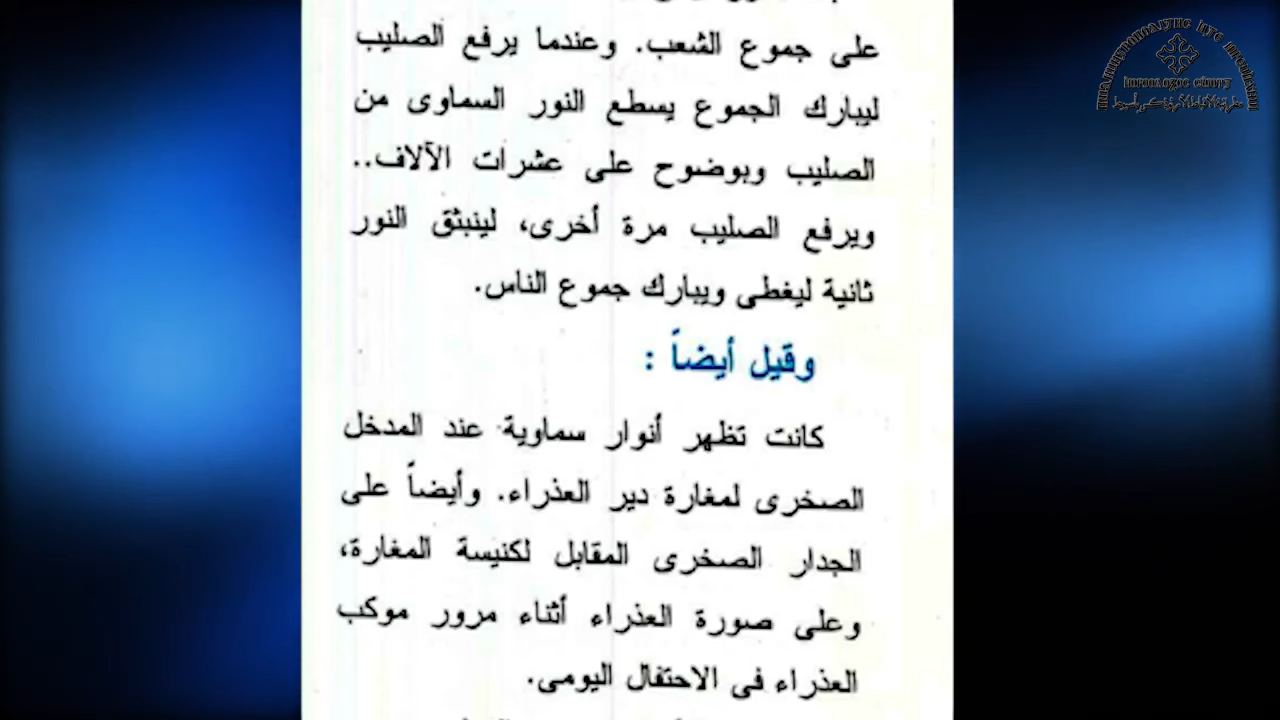 على جموع الشعب. وعندما يرفع الصليب
ليبارك الجموع يسطع النور السماوى من
الصليب وبوضوح على عشرات الآلاف..
ويرفع الصليب مرة أخرى، لينبثق النور
ثانية ليغطى ويبارك جموع الناس.
وقيل أيضاً :
كانت تظهر أنوار سماوية عند المدخل
الصخرى لمغارة دير العذراء. وأيضاً على
الجدار الصخرى المقابل لكنيسة المغارة،
وعلى صورة العذراء أثناء مرور موكب
العذراء فى الاحتفال اليومى.